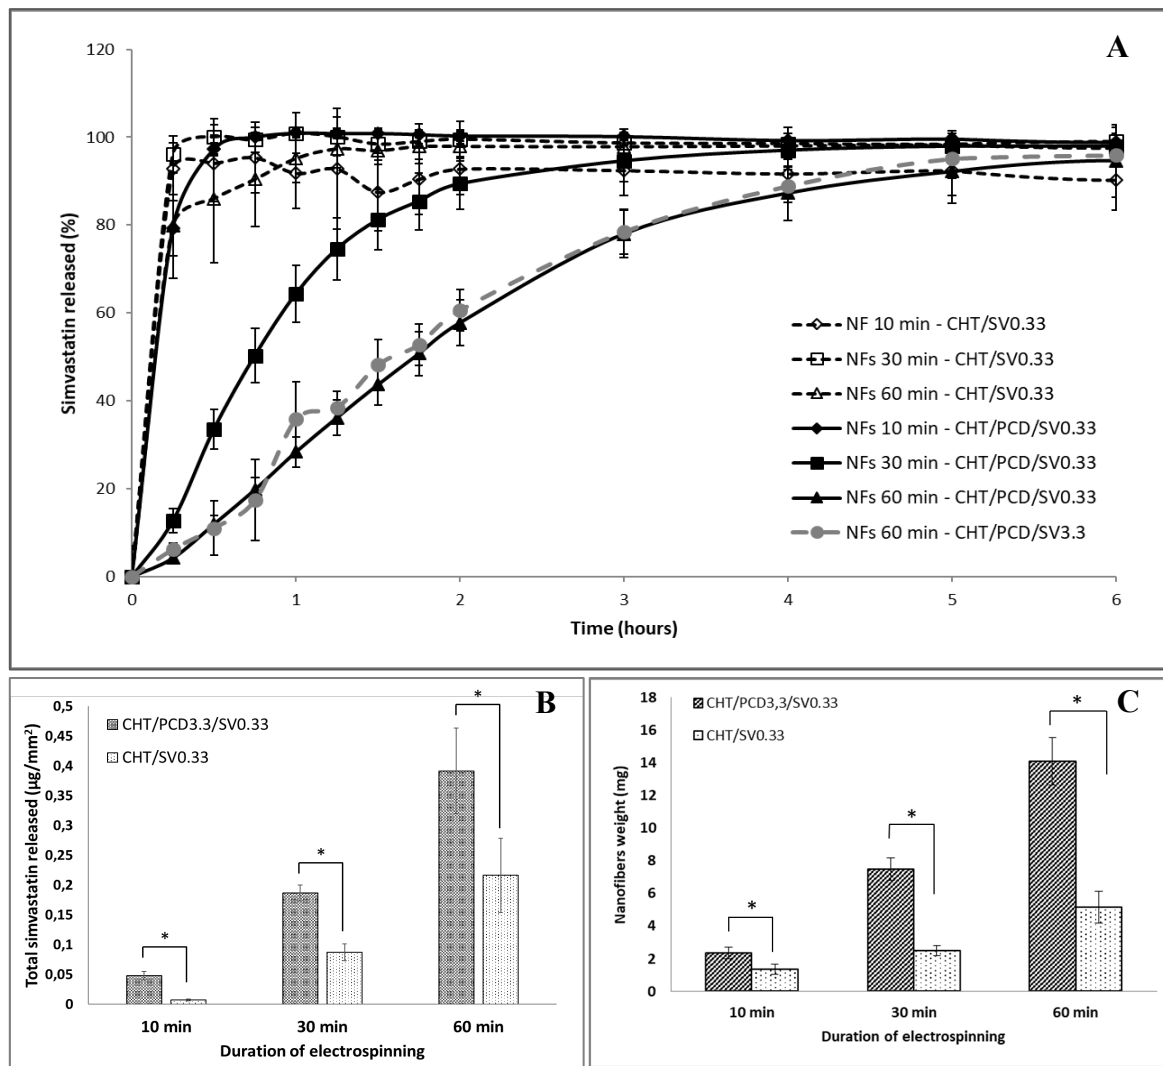 A
120
100
80
60
40
20
0
Simvastatin released (%)
0 1 2 3 4 5 6
Time (hours)
NF 10 min - CHT/SV0.33
NFs 30 min - CHT/SV0.33
NFs 60 min - CHT/SV0.33
NFs 10 min - CHT/PCD/SV0.33
NFs 30 min - CHT/PCD/SV0.33
NFs 60 min - CHT/PCD/SV0.33
NFs 60 min - CHT/PCD/SV3.3
B
0,5
0,45
0,4
0,35
0,3
0,25
0,2
0,15
0,1
0,05
0
Total simvastatin released (µg/mm²)
CHT/PCD3.3/SV0.33
CHT/SV0.33
* * *
10 min 30 min 60 min
Duration of electrospinning
C
18
16
14
12
10
8
6
4
2
0
Nanofibers weight (mg)
CHT/PCD3,3/SV0.33
CHT/SV0.33
* * *
10 min 30 min 60 min
Duration of electrospinning